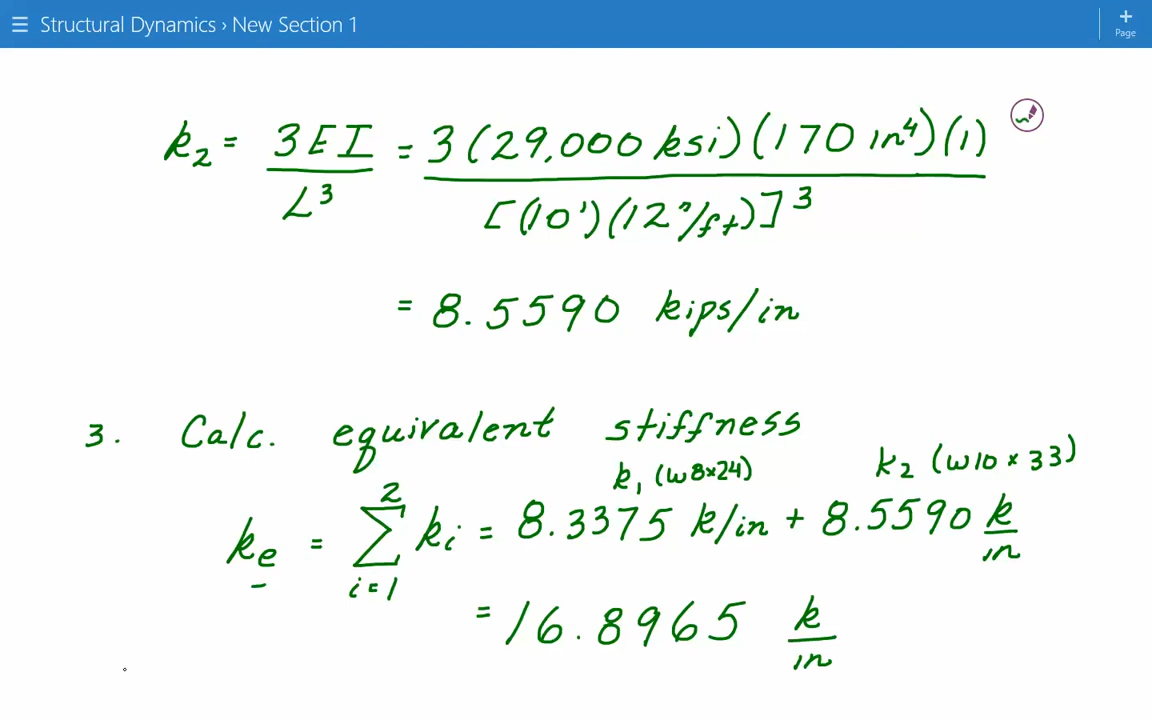 Structural Dynamics › New Section 1
Page
k₂ = 3EI / L³ = 3(29,000 ksi)(170 in⁴)(1) / [(10')(12"/ft)]³
= 8.5590 kips/in
3. Calc. equivalent stiffness
k₁ (W8×24) k₂ (W10×33)
kₑ = Σ (i=1, 2) kᵢ = 8.3375 k/in + 8.5590 k/in
= 16.8965 k/in